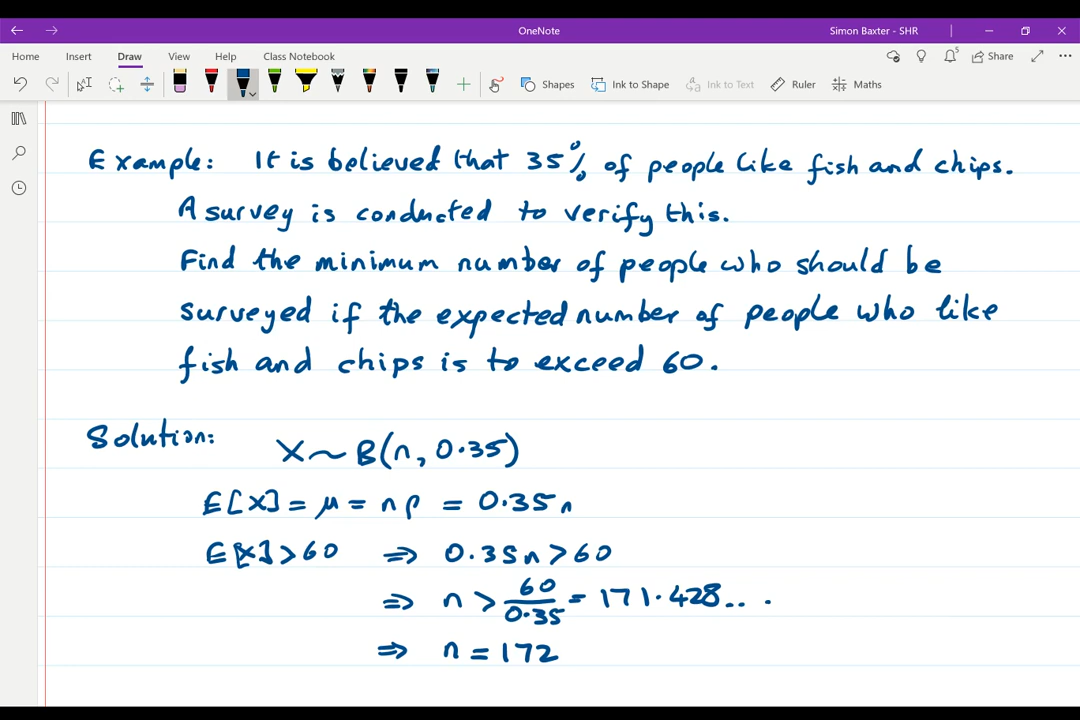 OneNote
Simon Baxter - SHR
Home Insert Draw View Help Class Notebook
5 Share
Shapes Ink to Shape Ink to Text Ruler Maths
Example: It is believed that 35% of people like fish and chips.
A survey is conducted to verify this.
Find the minimum number of people who should be
surveyed if the expected number of people who like
fish and chips is to exceed 60.
Solution:
X ~ B(n, 0.35)
E[X] = μ = np = 0.35n
E[X] > 60 ⇒ 0.35n > 60
⇒ n > 60/0.35 = 171.428...
⇒ n = 172